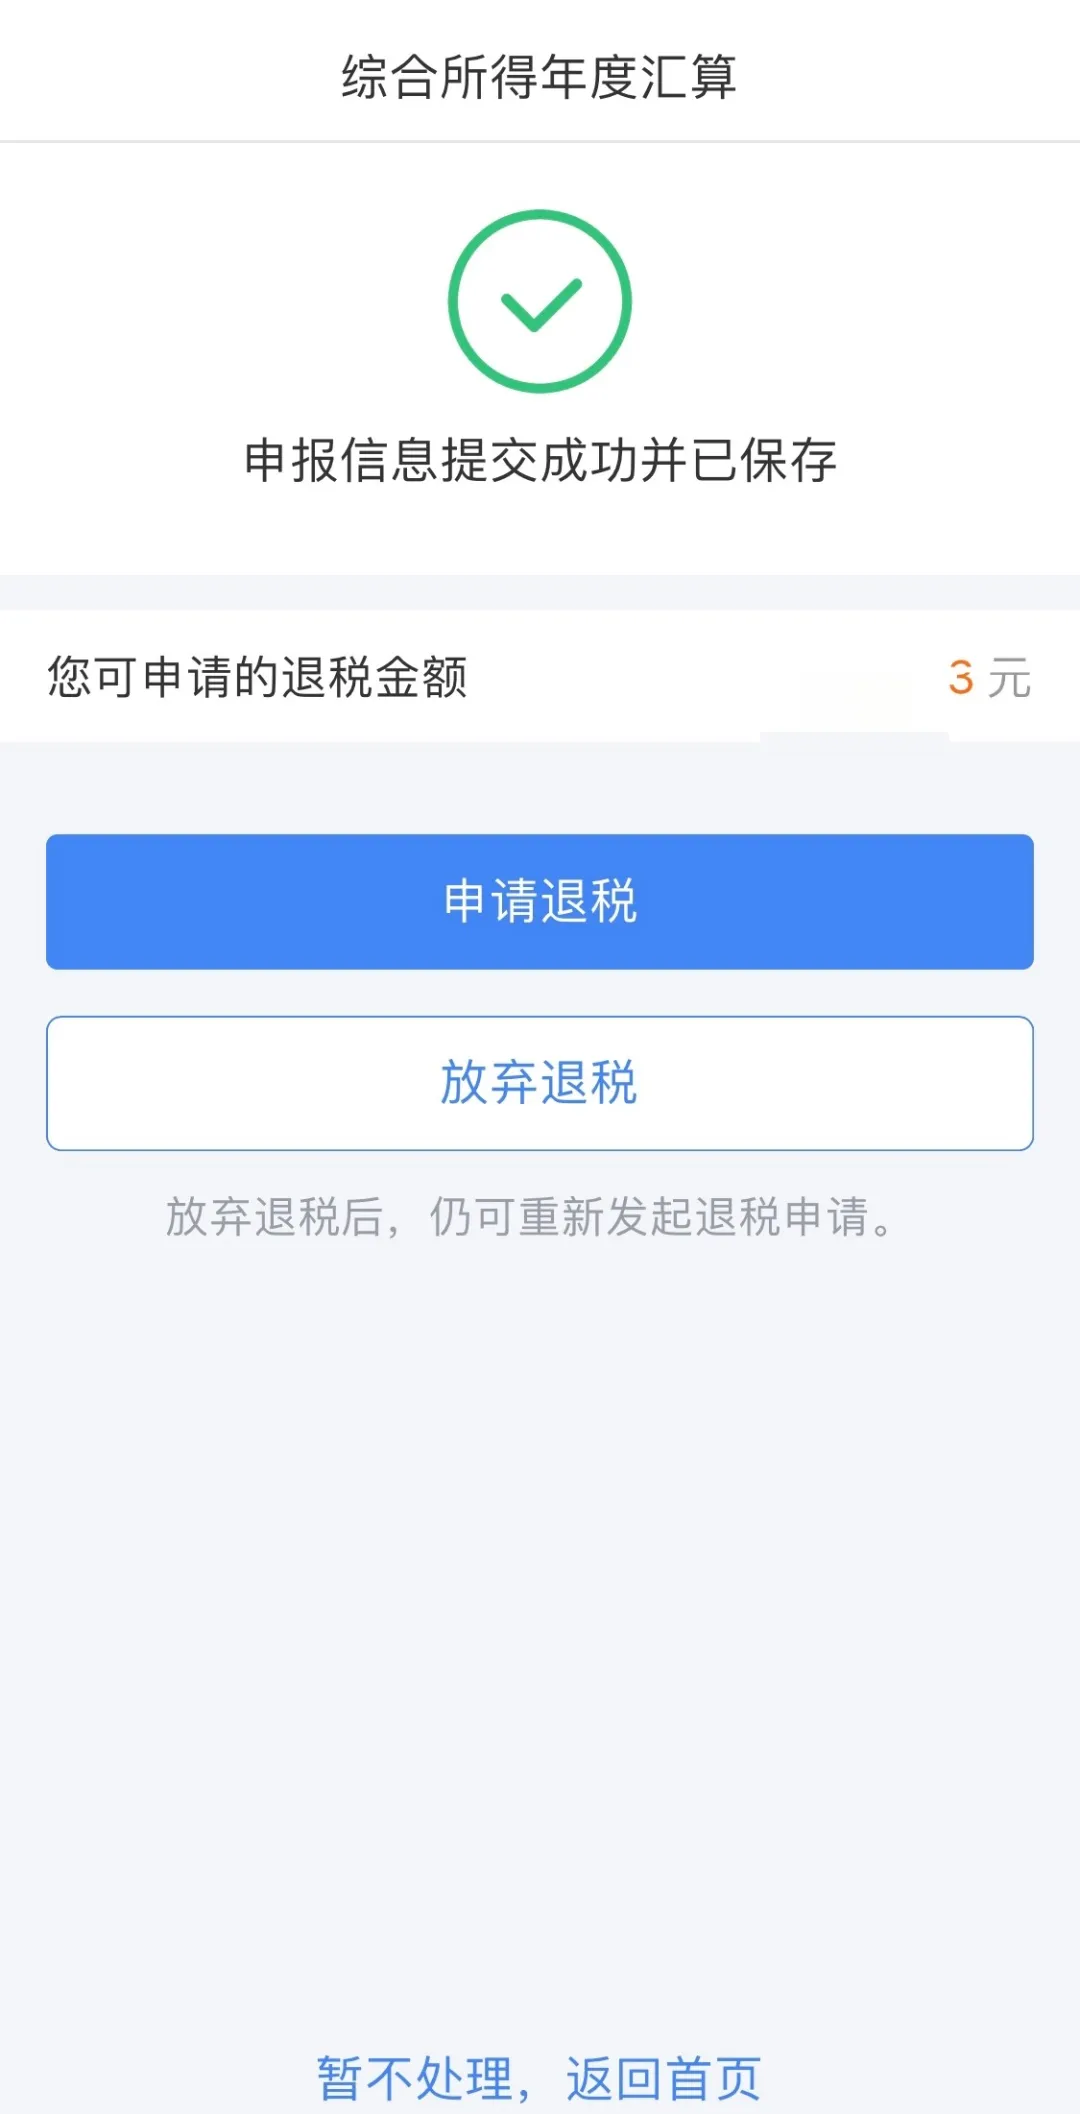 综合所得年度汇算
申报信息提交成功并已保存
您可申请的退税金额 3 元
申请退税
放弃退税
放弃退税后，仍可重新发起退税申请。
暂不处理，返回首页